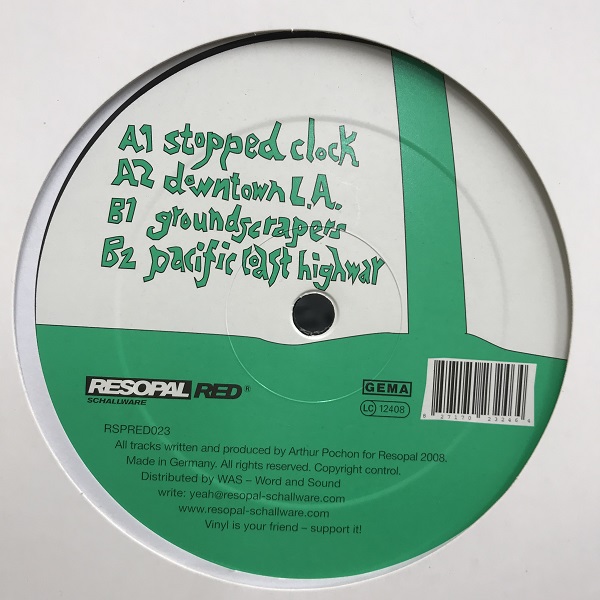 A1 stopped clock
A2 downtown L.A.
B1 groundscrapers
B2 pacific coast highway
RESOPAL RED®
SCHALLWARE
GEMA
LC 12408
RSPRED023
All tracks written and produced by Arthur Pochon for Resopal 2008.
Made in Germany. All rights reserved. Copyright control.
Distributed by WAS – Word and Sound
write: yeah@resopal-schallware.com
www.resopal-schallware.com
Vinyl is your friend – support it!